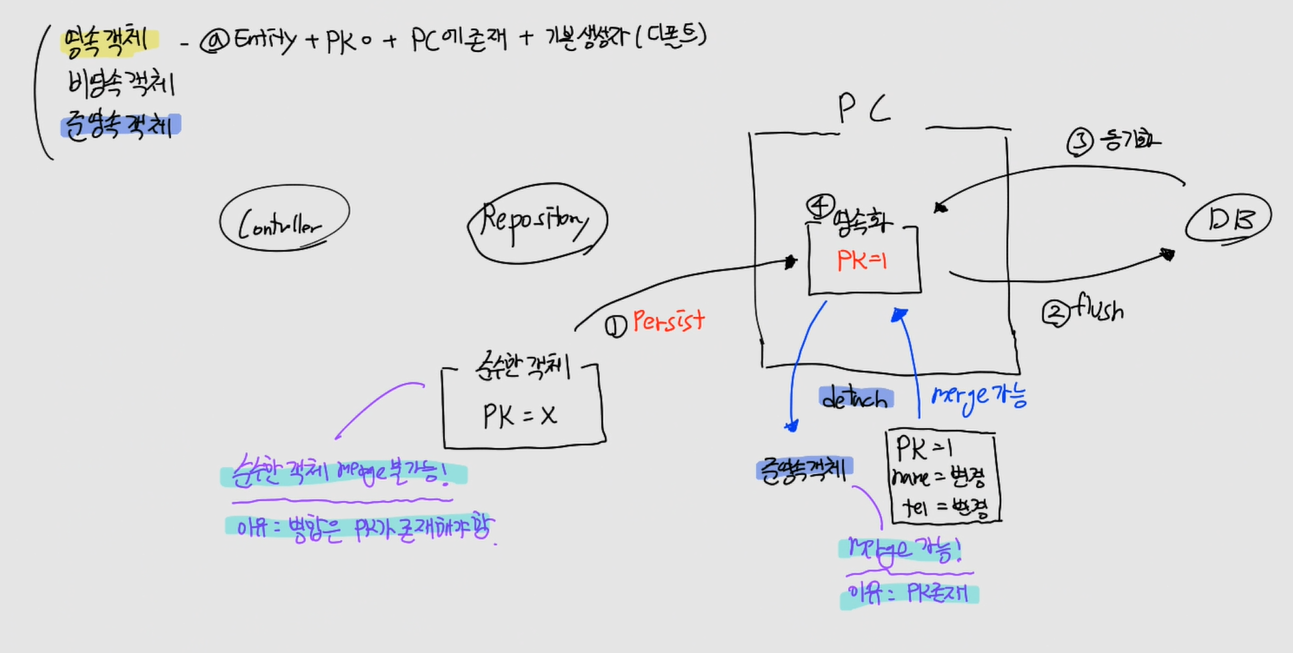 영속객체 - @Entity + PK o + PC에 존재 + 기본생성자 (디폴트)
비영속 객체
준영속 객체
PC
③ 동기화
Controller
Repository
④ 영속화
DB
PK=1
① Persist
② flush
순수한 객체
PK = X
detach
merge 가능
순수한 객체 merge 불가능!
이유 = 병합은 PK가 존재해야함.
준영속객체
PK=1
name = 변경
tel = 변경
merge 가능!
이유 = PK존재